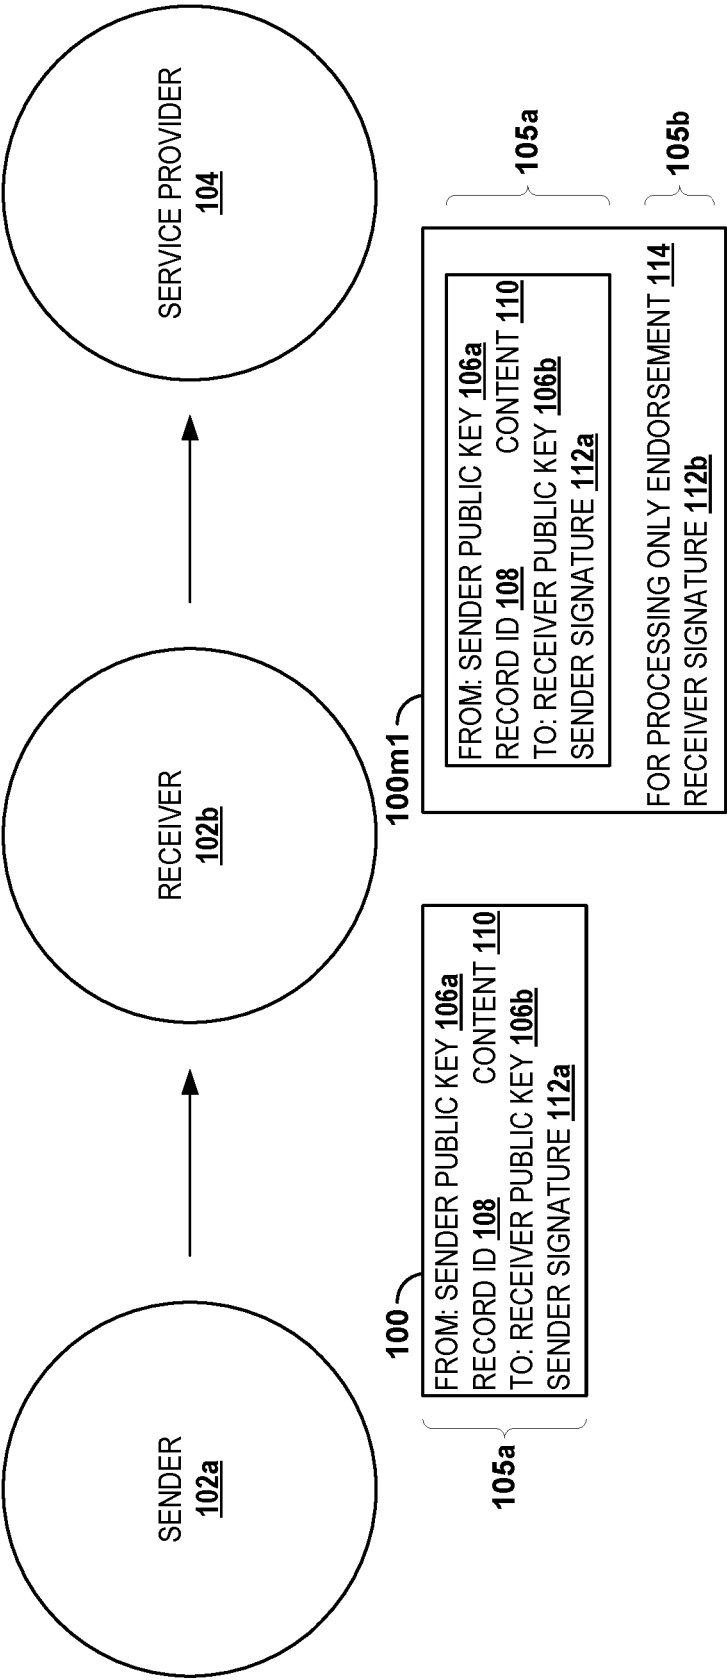 SENDER
102a
RECEIVER
102b
SERVICE PROVIDER
104
100
105a
FROM: SENDER PUBLIC KEY 106a
RECORD ID 108 CONTENT 110
TO: RECEIVER PUBLIC KEY 106b
SENDER SIGNATURE 112a
100m1
FROM: SENDER PUBLIC KEY 106a
RECORD ID 108 CONTENT 110
TO: RECEIVER PUBLIC KEY 106b
SENDER SIGNATURE 112a
105a
FOR PROCESSING ONLY ENDORSEMENT 114
RECEIVER SIGNATURE 112b
105b